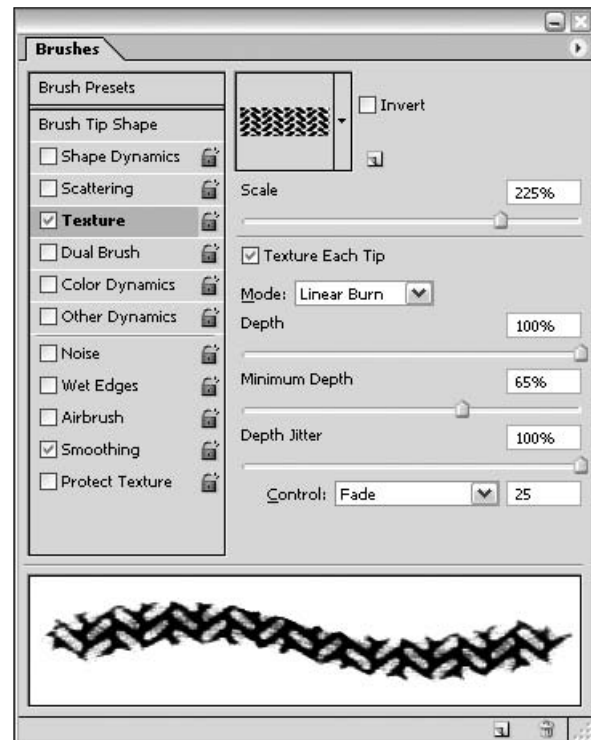 Brushes
Brush Presets
Brush Tip Shape
Shape Dynamics
Scattering
Texture
Dual Brush
Color Dynamics
Other Dynamics
Noise
Wet Edges
Airbrush
Smoothing
Protect Texture
Invert
Scale 225%
Texture Each Tip
Mode: Linear Burn
Depth 100%
Minimum Depth 65%
Depth Jitter 100%
Control: Fade 25